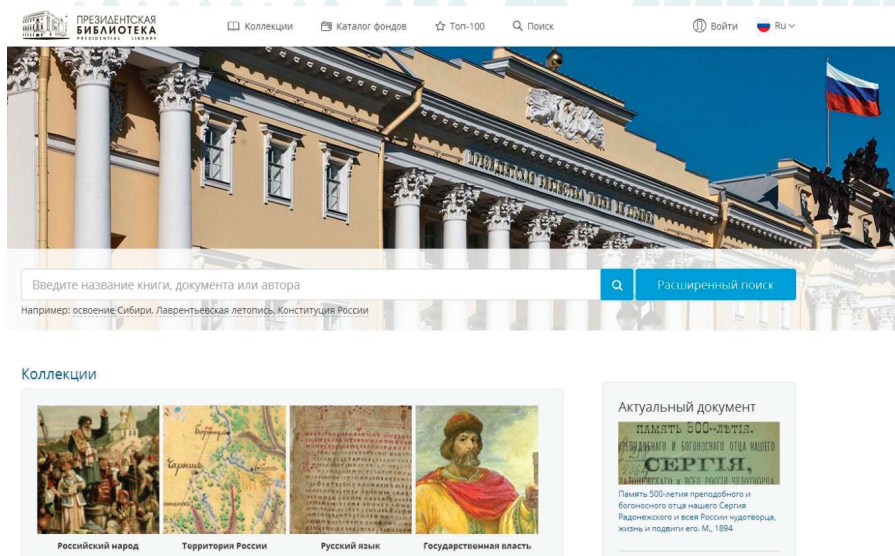 ПРЕЗИДЕНТСКАЯ
БИБЛИОТЕКА
PRESIDENTIAL LIBRARY
Коллекции
Каталог фондов
Топ-100
Поиск
Войти
Ru
Введите название книги, документа или автора
Расширенный поиск
Например: освоение Сибири, Лаврентьевская летопись, Конституция России
Коллекции
Российский народ
Территория России
Русский язык
Государственная власть
Актуальный документ
ПАМЯТЬ 500-ЛѢТІЯ.
СЕРГІЯ,
Память 500-летия преподобного и
богоносного отца нашего Сергия
Радонежского и всея России чудотворца,
жизнь и подвиги его. М., 1894